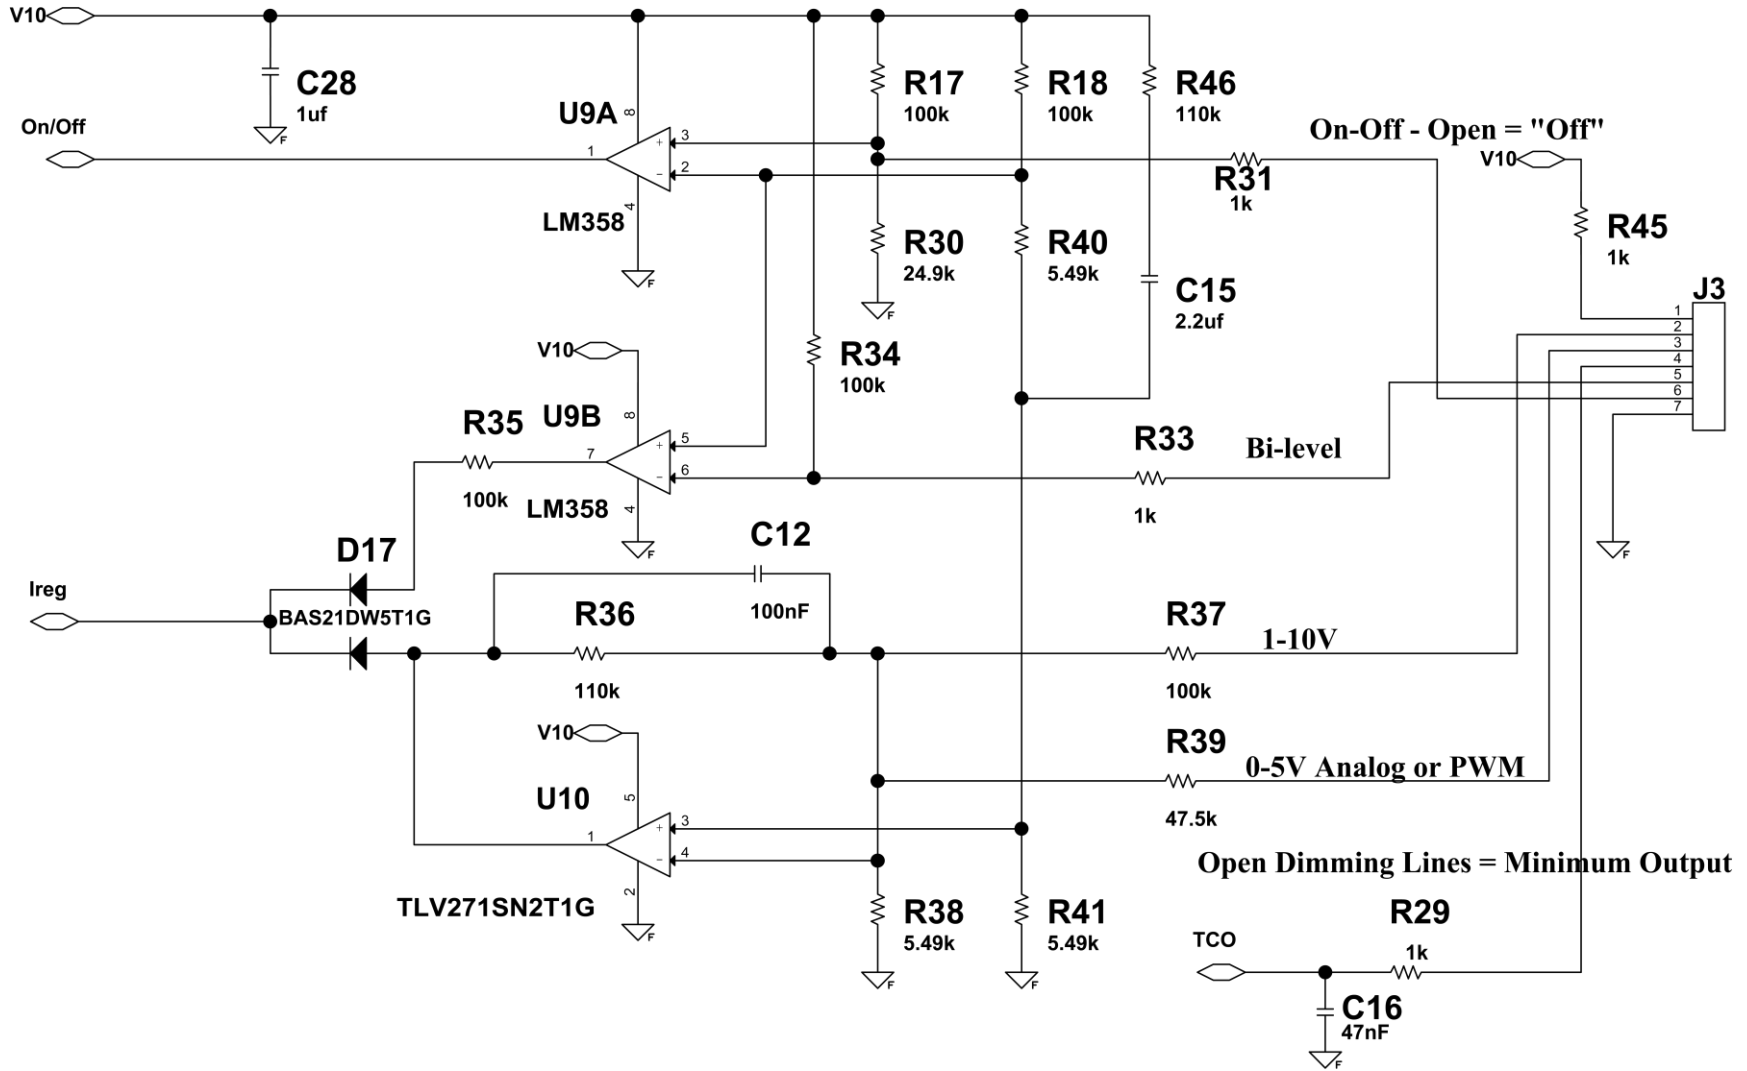 V10
C28
1uf
On/Off
U9A
8
1
3
+
2
−
4
LM358
R17
100k
R18
100k
R46
110k
On-Off - Open = "Off"
V10
R31
1k
R45
1k
R30
24.9k
R40
5.49k
C15
2.2uf
J3
1
2
3
4
5
6
7
F
F
F
V10
R34
100k
U9B
8
R35
100k
7
5
+
6
−
4
LM358
R33
1k
Bi-level
F
F
C12
100nF
D17
Ireg
BAS21DW5T1G
R36
110k
R37
100k
1-10V
V10
R39
47.5k
0-5V Analog or PWM
U10
5
1
3
+
4
−
2
TLV271SN2T1G
Open Dimming Lines = Minimum Output
R38
5.49k
R41
5.49k
R29
1k
TCO
C16
47nF
F
F
F
F